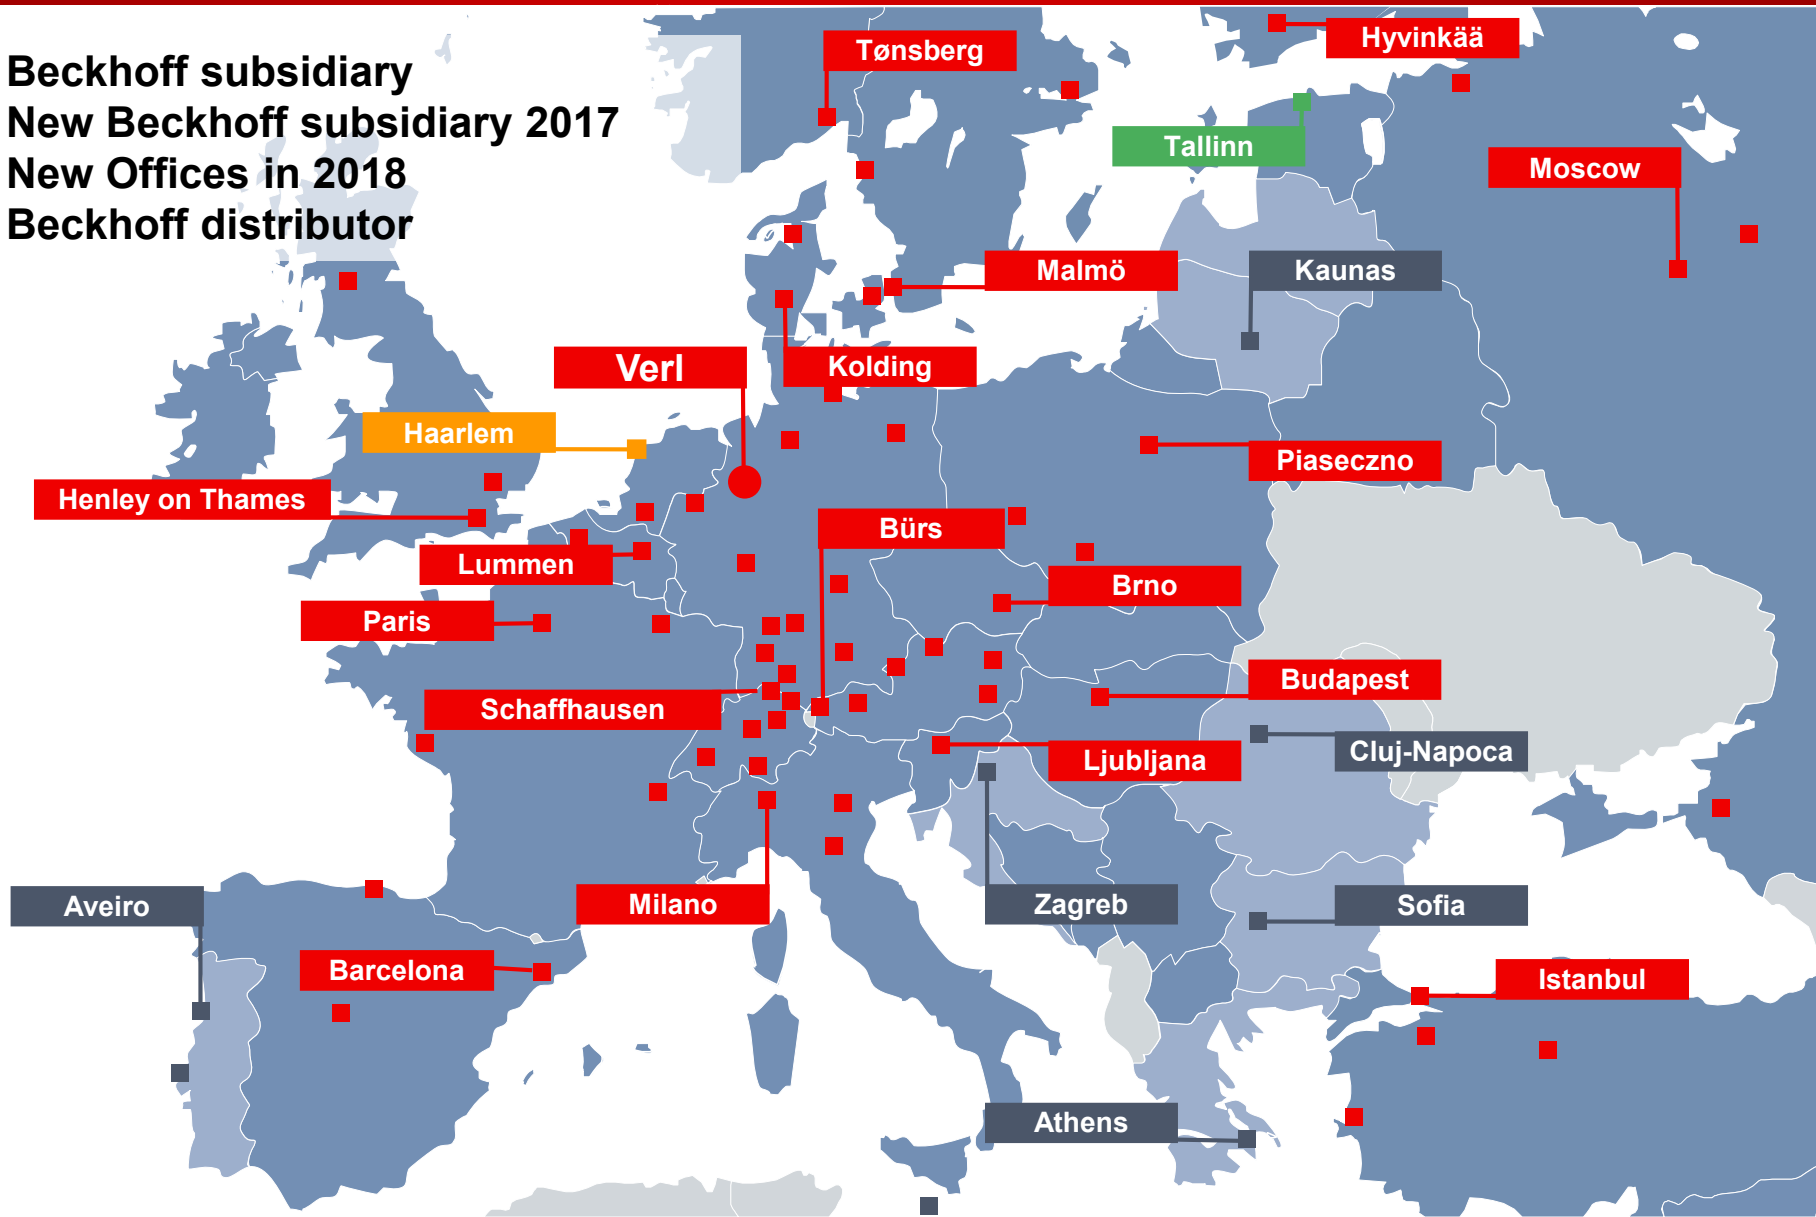 Beckhoff subsidiary
New Beckhoff subsidiary 2017
New Offices in 2018
Beckhoff distributor
Tønsberg
Hyvinkää
Tallinn
Moscow
Malmö
Kaunas
Verl
Kolding
Haarlem
Piaseczno
Henley on Thames
Bürs
Lummen
Brno
Paris
Budapest
Schaffhausen
Ljubljana
Cluj-Napoca
Aveiro
Milano
Zagreb
Sofia
Barcelona
Istanbul
Athens